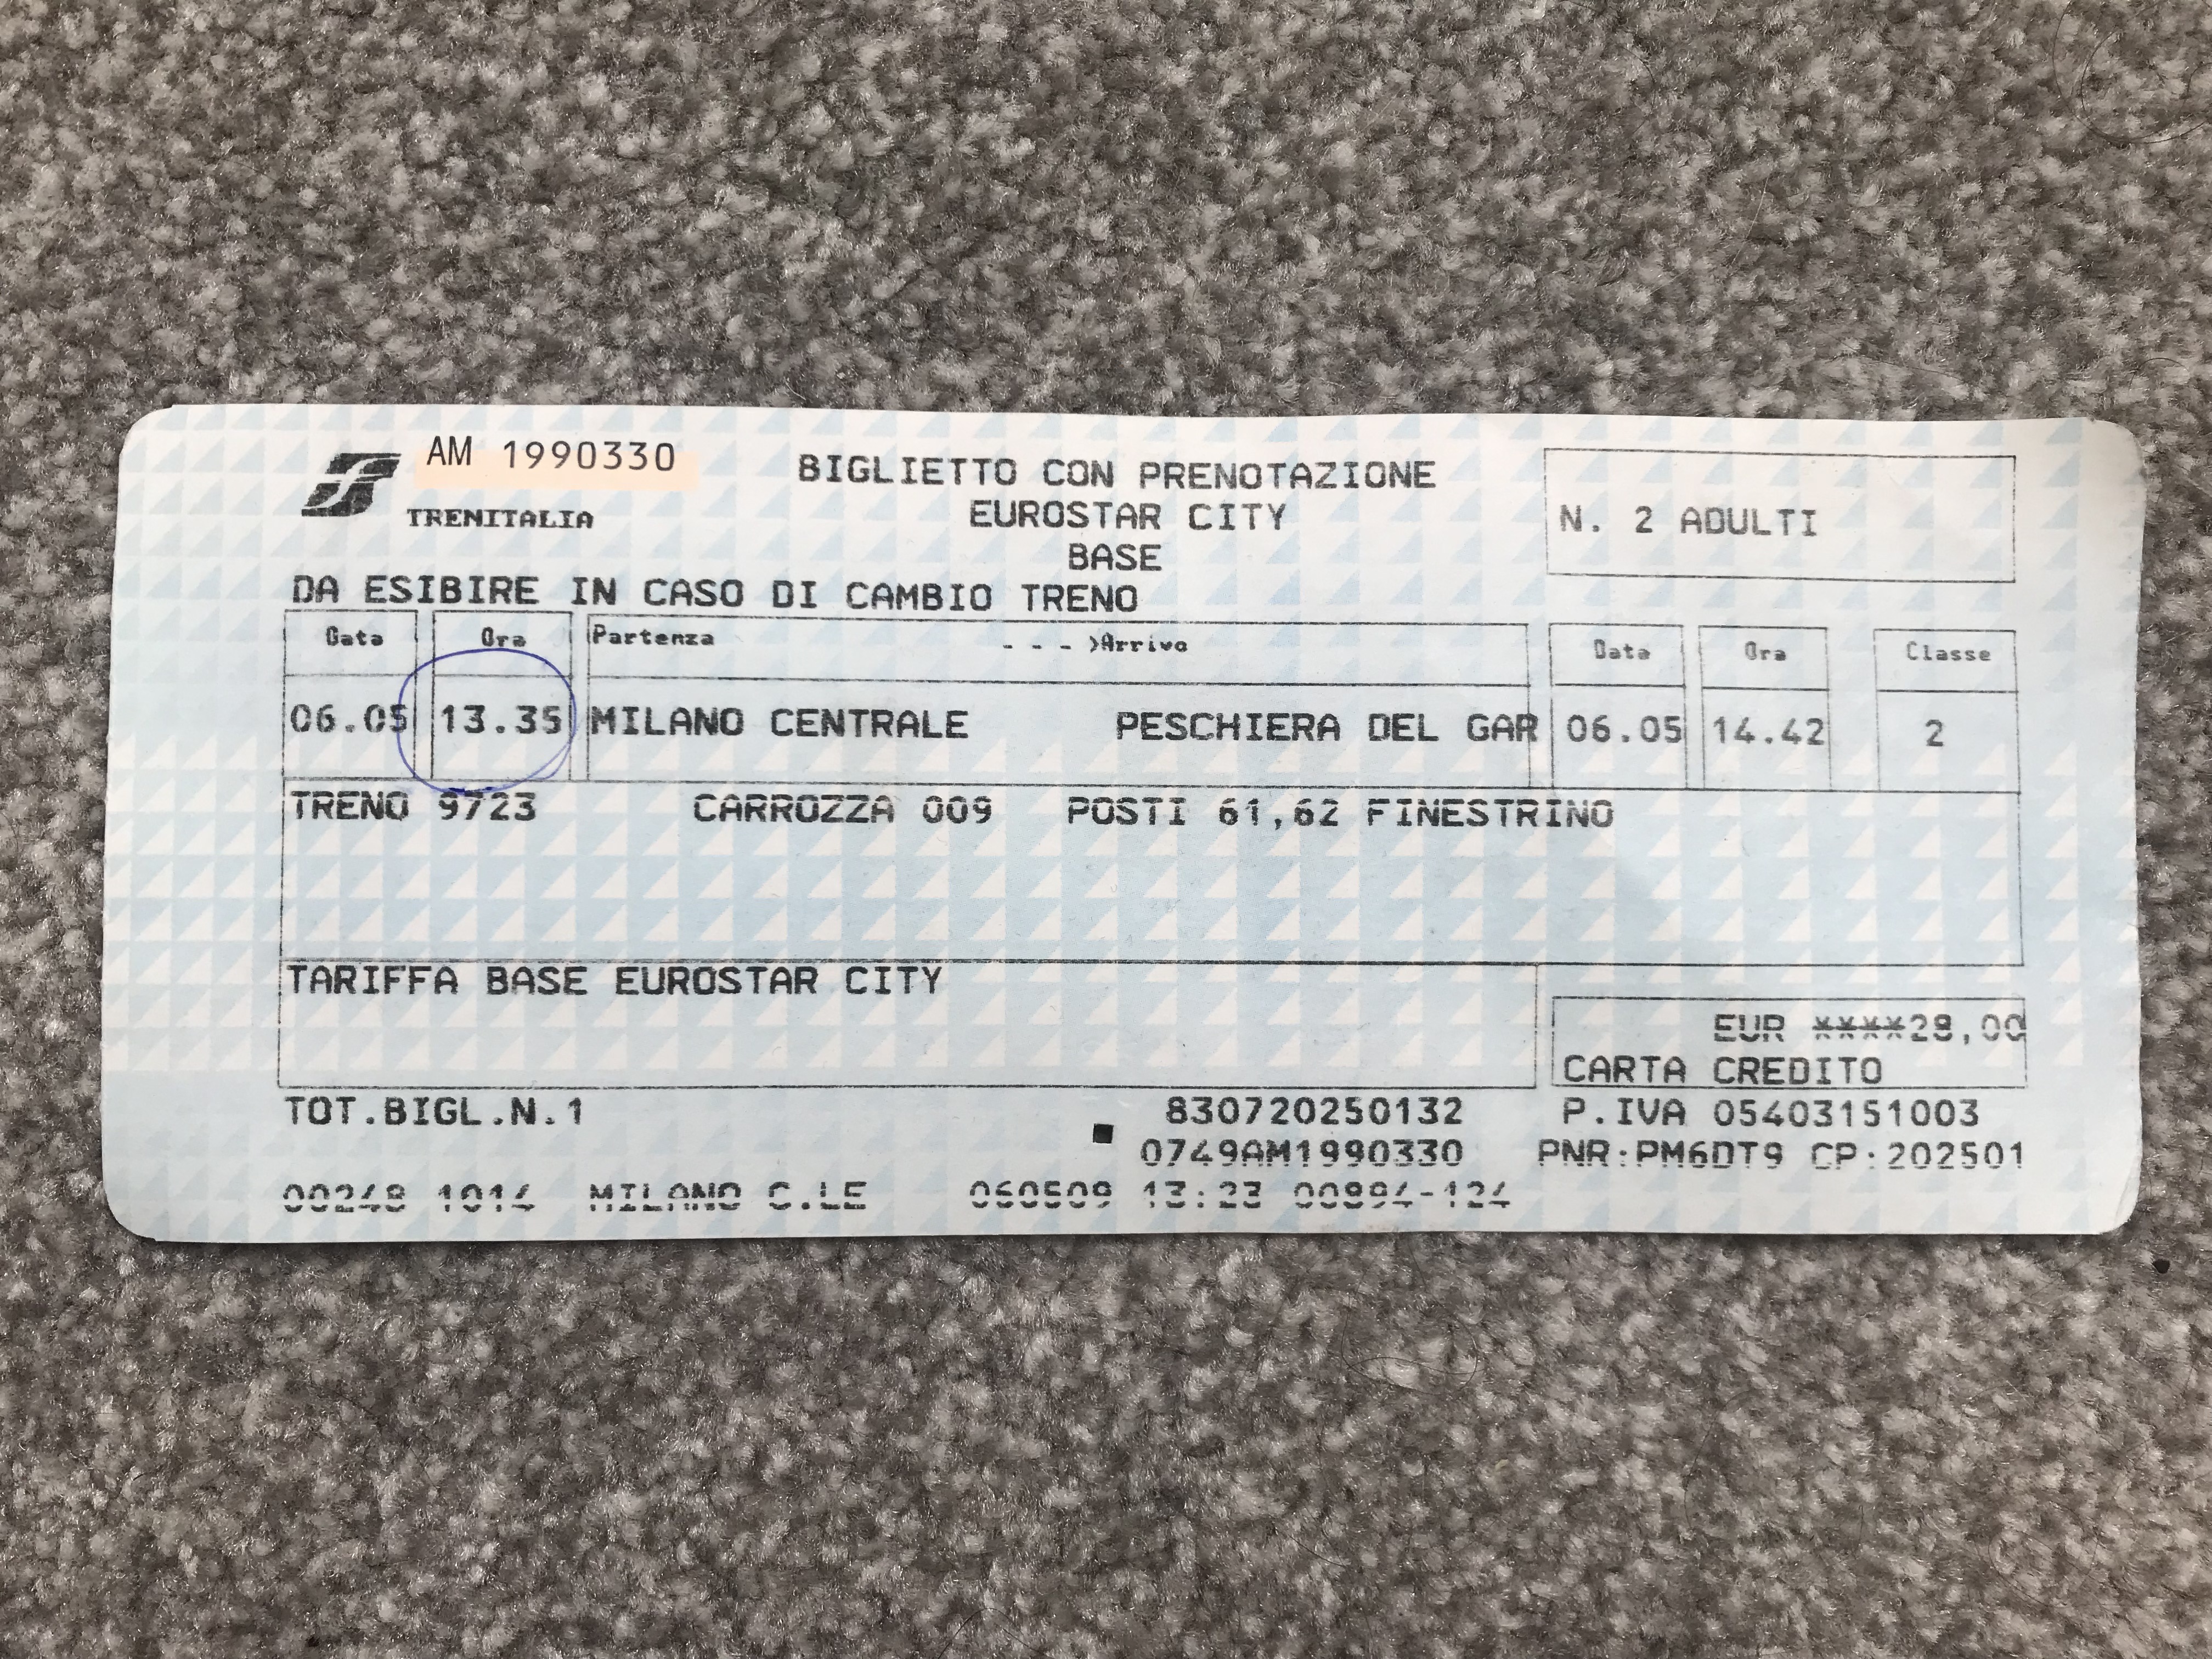 AM 1990330
TRENITALIA
BIGLIETTO CON PRENOTAZIONE
EUROSTAR CITY
BASE
N. 2 ADULTI
DA ESIBIRE IN CASO DI CAMBIO TRENO
Data Ora Partenza - - - >Arrivo Data Ora Classe
06.05 13.35 MILANO CENTRALE PESCHIERA DEL GAR 06.05 14.42 2
TRENO 9723 CARROZZA 009 POSTI 61,62 FINESTRINO
TARIFFA BASE EUROSTAR CITY
EUR ****28,00
CARTA CREDITO
TOT.BIGL.N.1 830720250132 P.IVA 05403151003
0749AM1990330 PNR:PM6DT9 CP:202501
00248 1014 MILANO C.LE 060509 13:23 00894-124